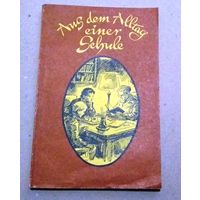 Aus dem Alltag
einer
Schule